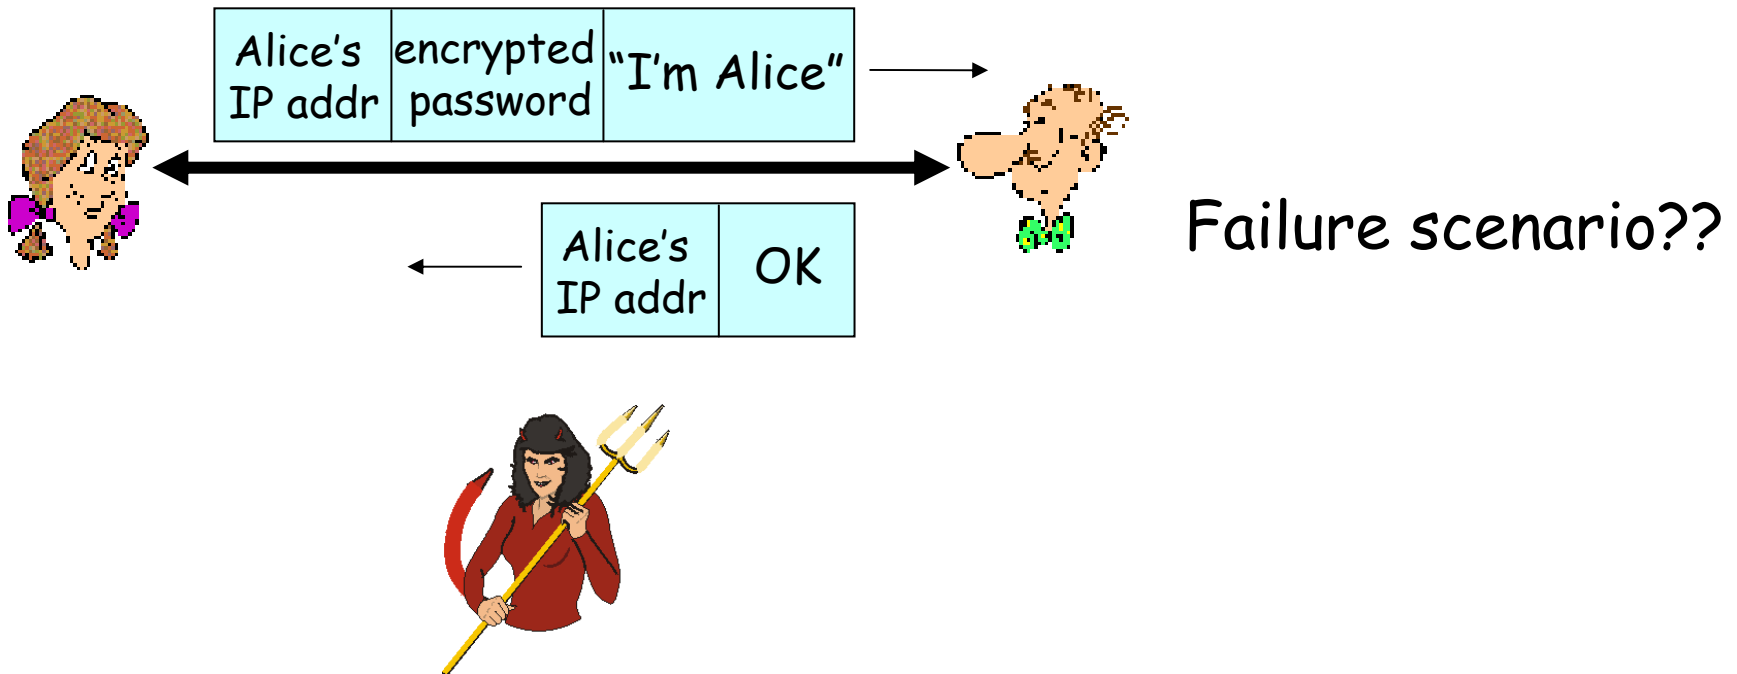 Alice’s
IP addr
encrypted
password
“I’m Alice”
Alice’s
IP addr
OK
Failure scenario??